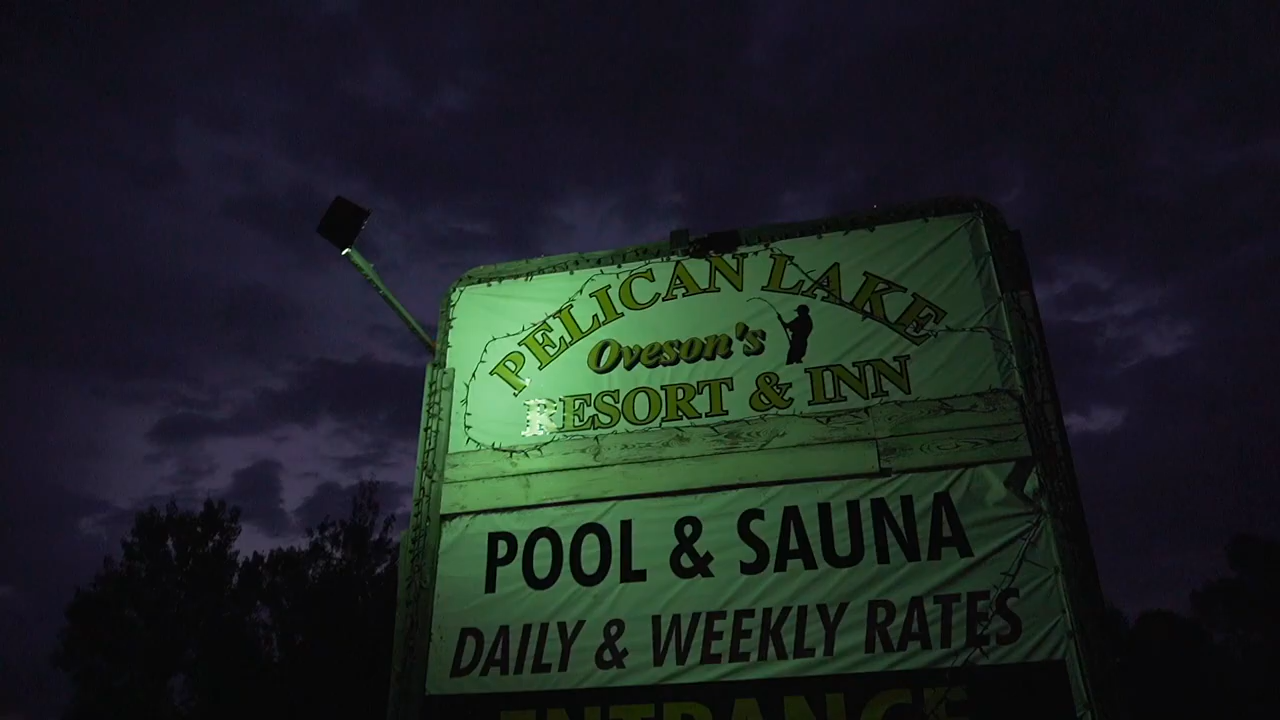 PELICAN LAKE
Oveson's
RESORT & INN
POOL & SAUNA
DAILY & WEEKLY RATES
ENTRANCE